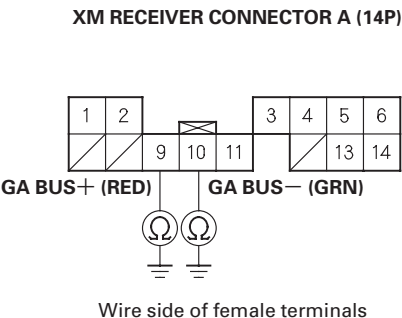 XM RECEIVER CONNECTOR A (14P)
1 2 3 4 5 6
9 10 11 13 14
GA BUS+ (RED) GA BUS− (GRN)
Ω Ω
Wire side of female terminals